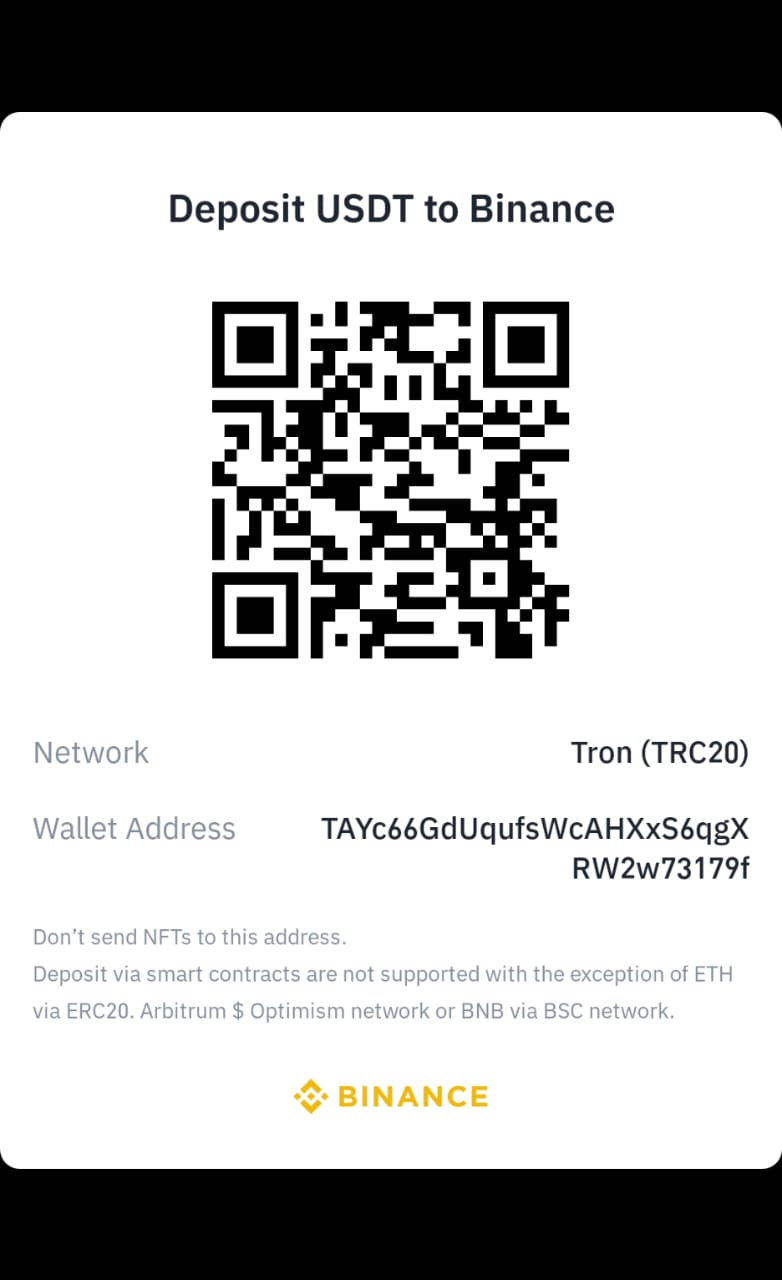 Deposit USDT to Binance
Network Tron (TRC20)
Wallet Address TAYc66GdUqufsWcAHXxS6qgX
RW2w73179f
Don’t send NFTs to this address.
Deposit via smart contracts are not supported with the exception of ETH
via ERC20. Arbitrum $ Optimism network or BNB via BSC network.
BINANCE